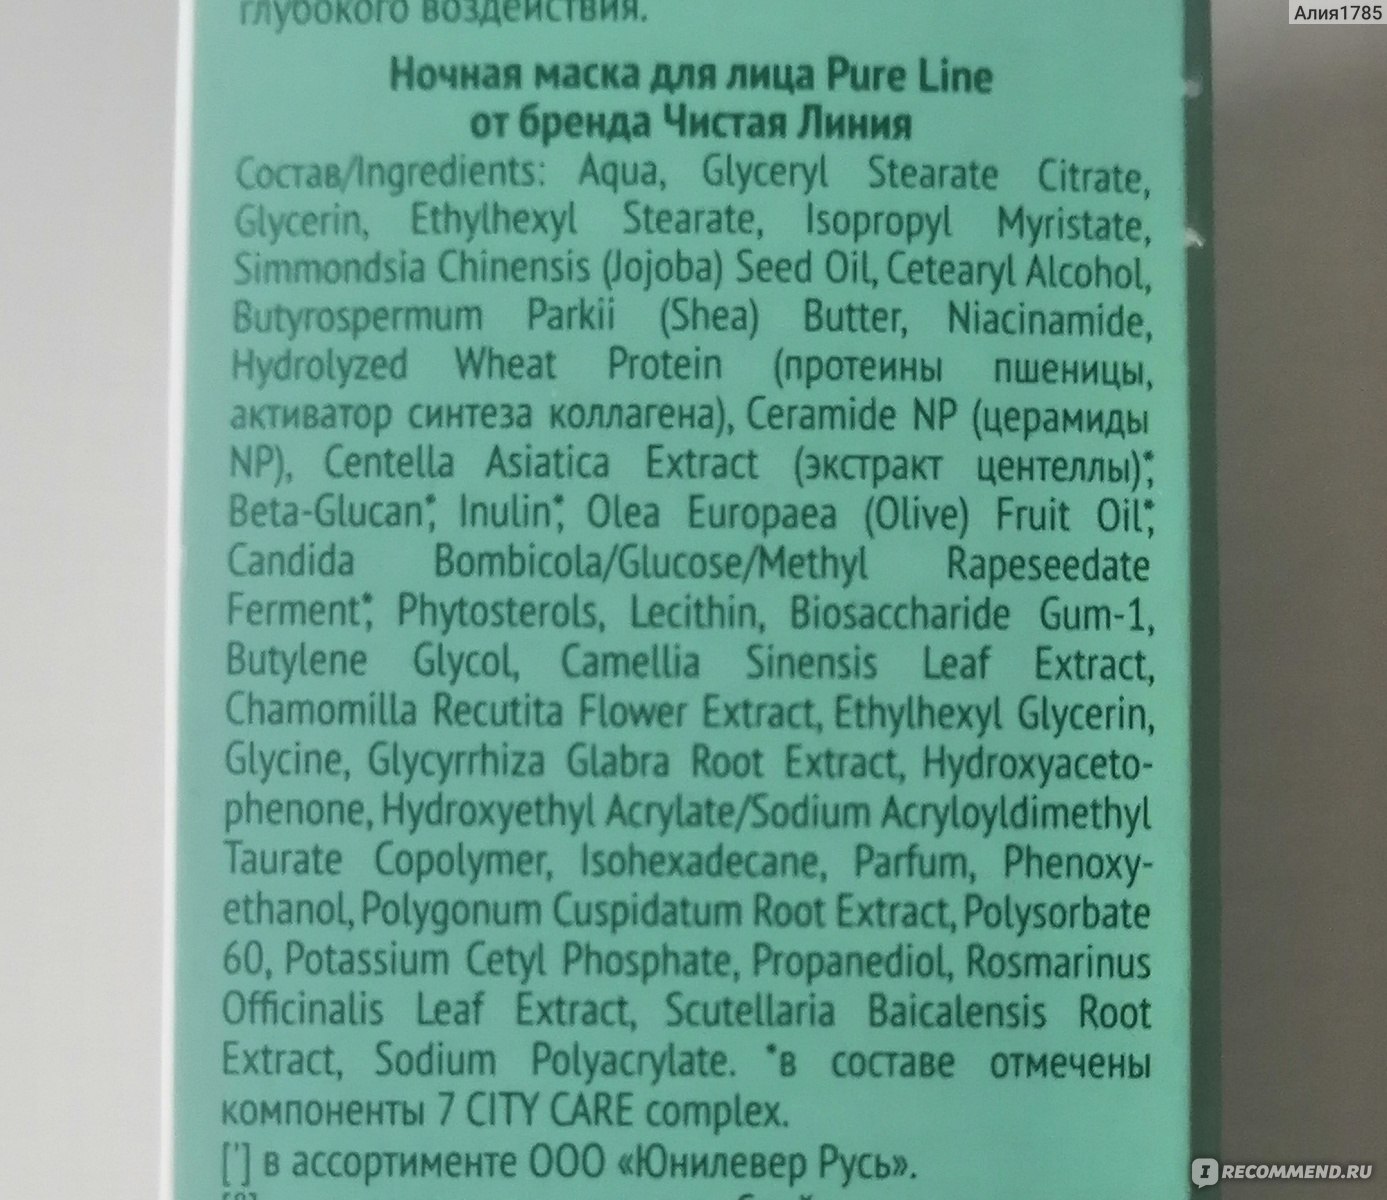 Алия1785
глубокого воздействия.
Ночная маска для лица Pure Line
от бренда Чистая Линия
Состав/Ingredients: Aqua, Glyceryl Stearate Citrate,
Glycerin, Ethylhexyl Stearate, Isopropyl Myristate,
Simmondsia Chinensis (Jojoba) Seed Oil, Cetearyl Alcohol,
Butyrospermum Parkii (Shea) Butter, Niacinamide,
Hydrolyzed Wheat Protein (протеины пшеницы,
активатор синтеза коллагена), Ceramide NP (церамиды
NP), Centella Asiatica Extract (экстракт центеллы)*,
Beta-Glucan*, Inulin*, Olea Europaea (Olive) Fruit Oil*,
Candida Bombicola/Glucose/Methyl Rapeseedate
Ferment*, Phytosterols, Lecithin, Biosaccharide Gum-1,
Butylene Glycol, Camellia Sinensis Leaf Extract,
Chamomilla Recutita Flower Extract, Ethylhexyl Glycerin,
Glycine, Glycyrrhiza Glabra Root Extract, Hydroxyaceto-
phenone, Hydroxyethyl Acrylate/Sodium Acryloyldimethyl
Taurate Copolymer, Isohexadecane, Parfum, Phenoxy-
ethanol, Polygonum Cuspidatum Root Extract, Polysorbate
60, Potassium Cetyl Phosphate, Propanediol, Rosmarinus
Officinalis Leaf Extract, Scutellaria Baicalensis Root
Extract, Sodium Polyacrylate. *в составе отмечены
компоненты 7 CITY CARE complex.
['] в ассортименте ООО «Юнилевер Русь».
IRECOMMEND.RU